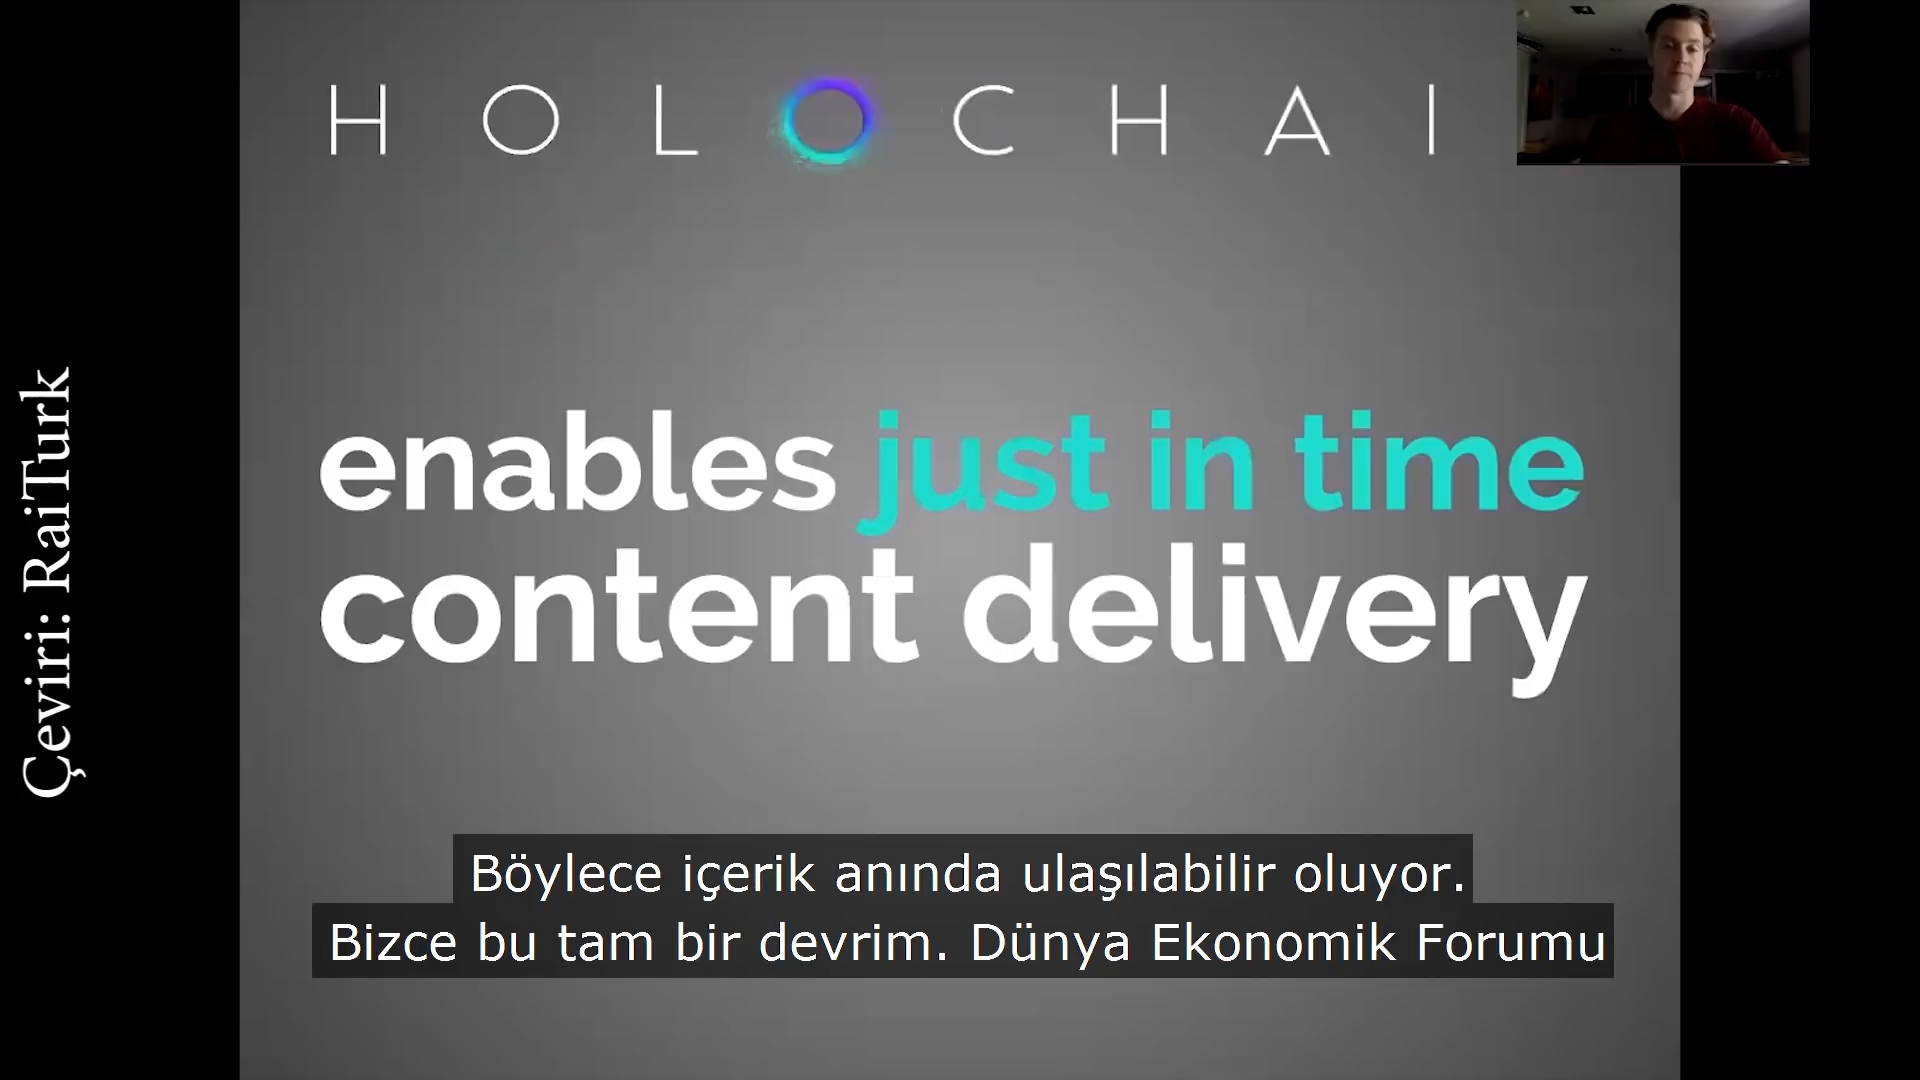 HOLOCHAI
enables just in time
content delivery
Çeviri: RaiTurk
Böylece içerik anında ulaşılabilir oluyor.
Bizce bu tam bir devrim. Dünya Ekonomik Forumu